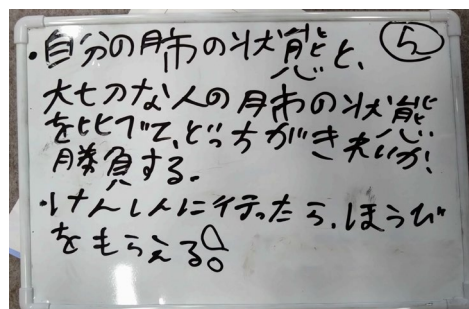 ・自分の肺の状態と、
5
大切な人の肺の状態
を比べて、どっちがきれいか!
勝負する。
・けんしんに行ったら、ほうび
をもらえる!